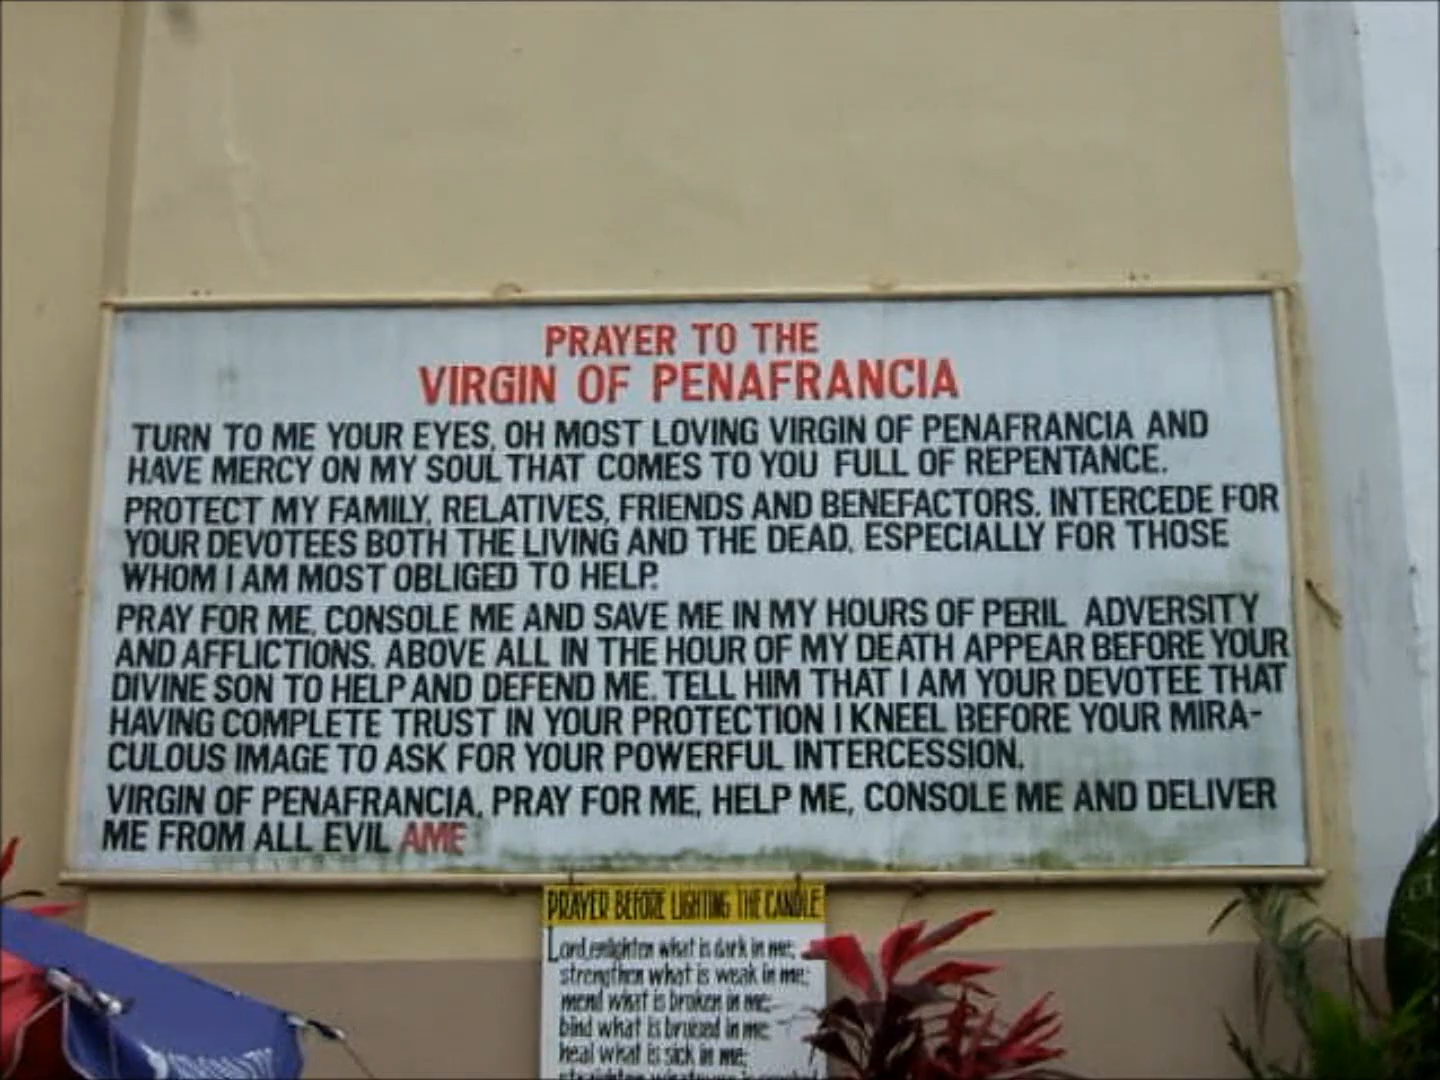 PRAYER TO THE
VIRGIN OF PENAFRANCIA
TURN TO ME YOUR EYES, OH MOST LOVING VIRGIN OF PENAFRANCIA AND
HAVE MERCY ON MY SOUL THAT COMES TO YOU FULL OF REPENTANCE.
PROTECT MY FAMILY, RELATIVES, FRIENDS AND BENEFACTORS. INTERCEDE FOR
YOUR DEVOTEES BOTH THE LIVING AND THE DEAD, ESPECIALLY FOR THOSE
WHOM I AM MOST OBLIGED TO HELP.
PRAY FOR ME, CONSOLE ME AND SAVE ME IN MY HOURS OF PERIL ADVERSITY
AND AFFLICTIONS. ABOVE ALL IN THE HOUR OF MY DEATH APPEAR BEFORE YOUR
DIVINE SON TO HELP AND DEFEND ME. TELL HIM THAT I AM YOUR DEVOTEE THAT
HAVING COMPLETE TRUST IN YOUR PROTECTION I KNEEL BEFORE YOUR MIRA-
CULOUS IMAGE TO ASK FOR YOUR POWERFUL INTERCESSION.
VIRGIN OF PENAFRANCIA, PRAY FOR ME, HELP ME, CONSOLE ME AND DELIVER
ME FROM ALL EVIL AME
PRAYER BEFORE LIGHTING THE CANDLE
Lord, enlighten what is dark in me;
strengthen what is weak in me;
mend what is broken in me;
bind what is bruised in me
heal what is sick in me;